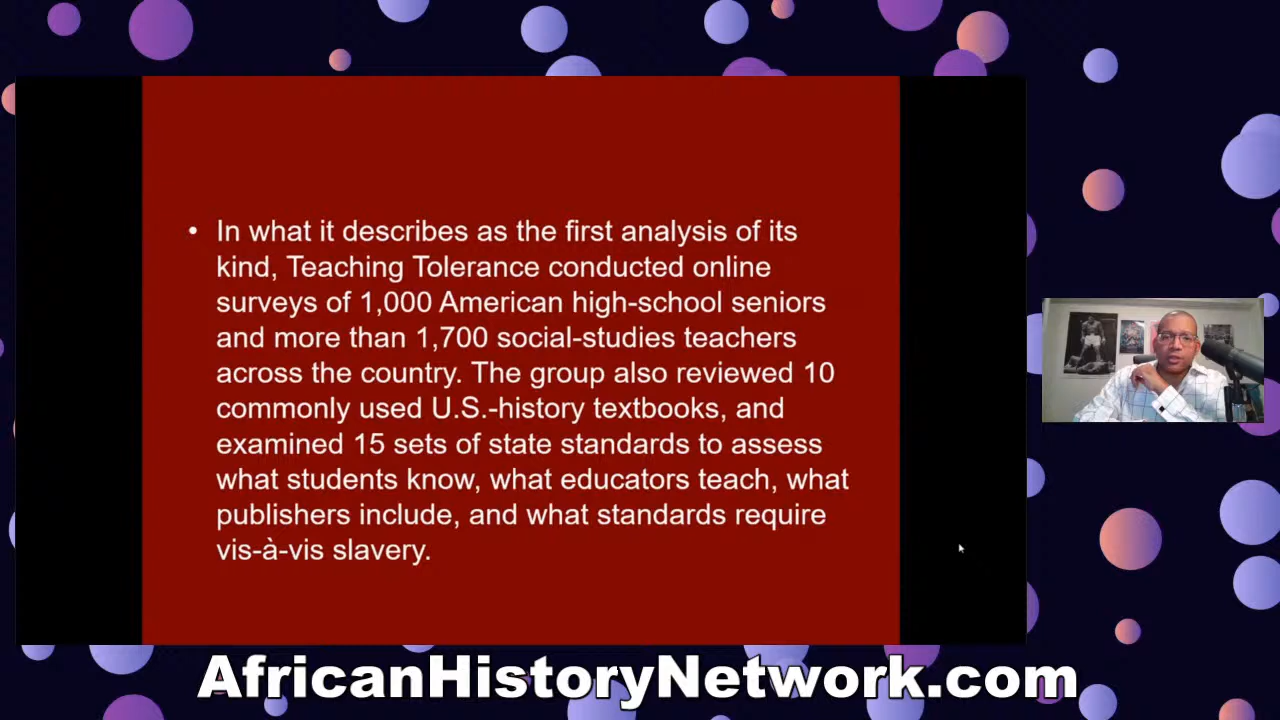 • In what it describes as the first analysis of its
kind, Teaching Tolerance conducted online
surveys of 1,000 American high-school seniors
and more than 1,700 social-studies teachers
across the country. The group also reviewed 10
commonly used U.S.-history textbooks, and
examined 15 sets of state standards to assess
what students know, what educators teach, what
publishers include, and what standards require
vis-à-vis slavery.
AfricanHistoryNetwork.com